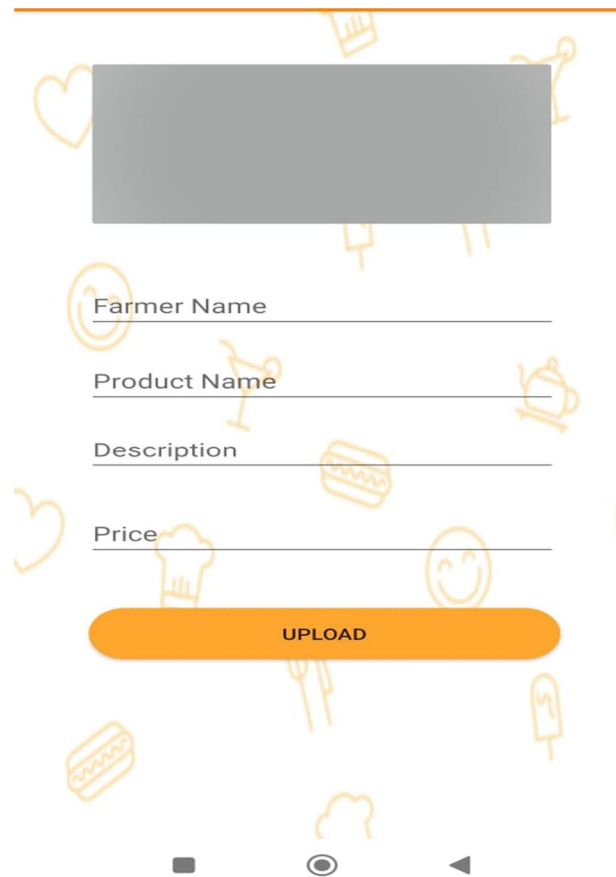 Farmer Name
Product Name
Description
Price
UPLOAD